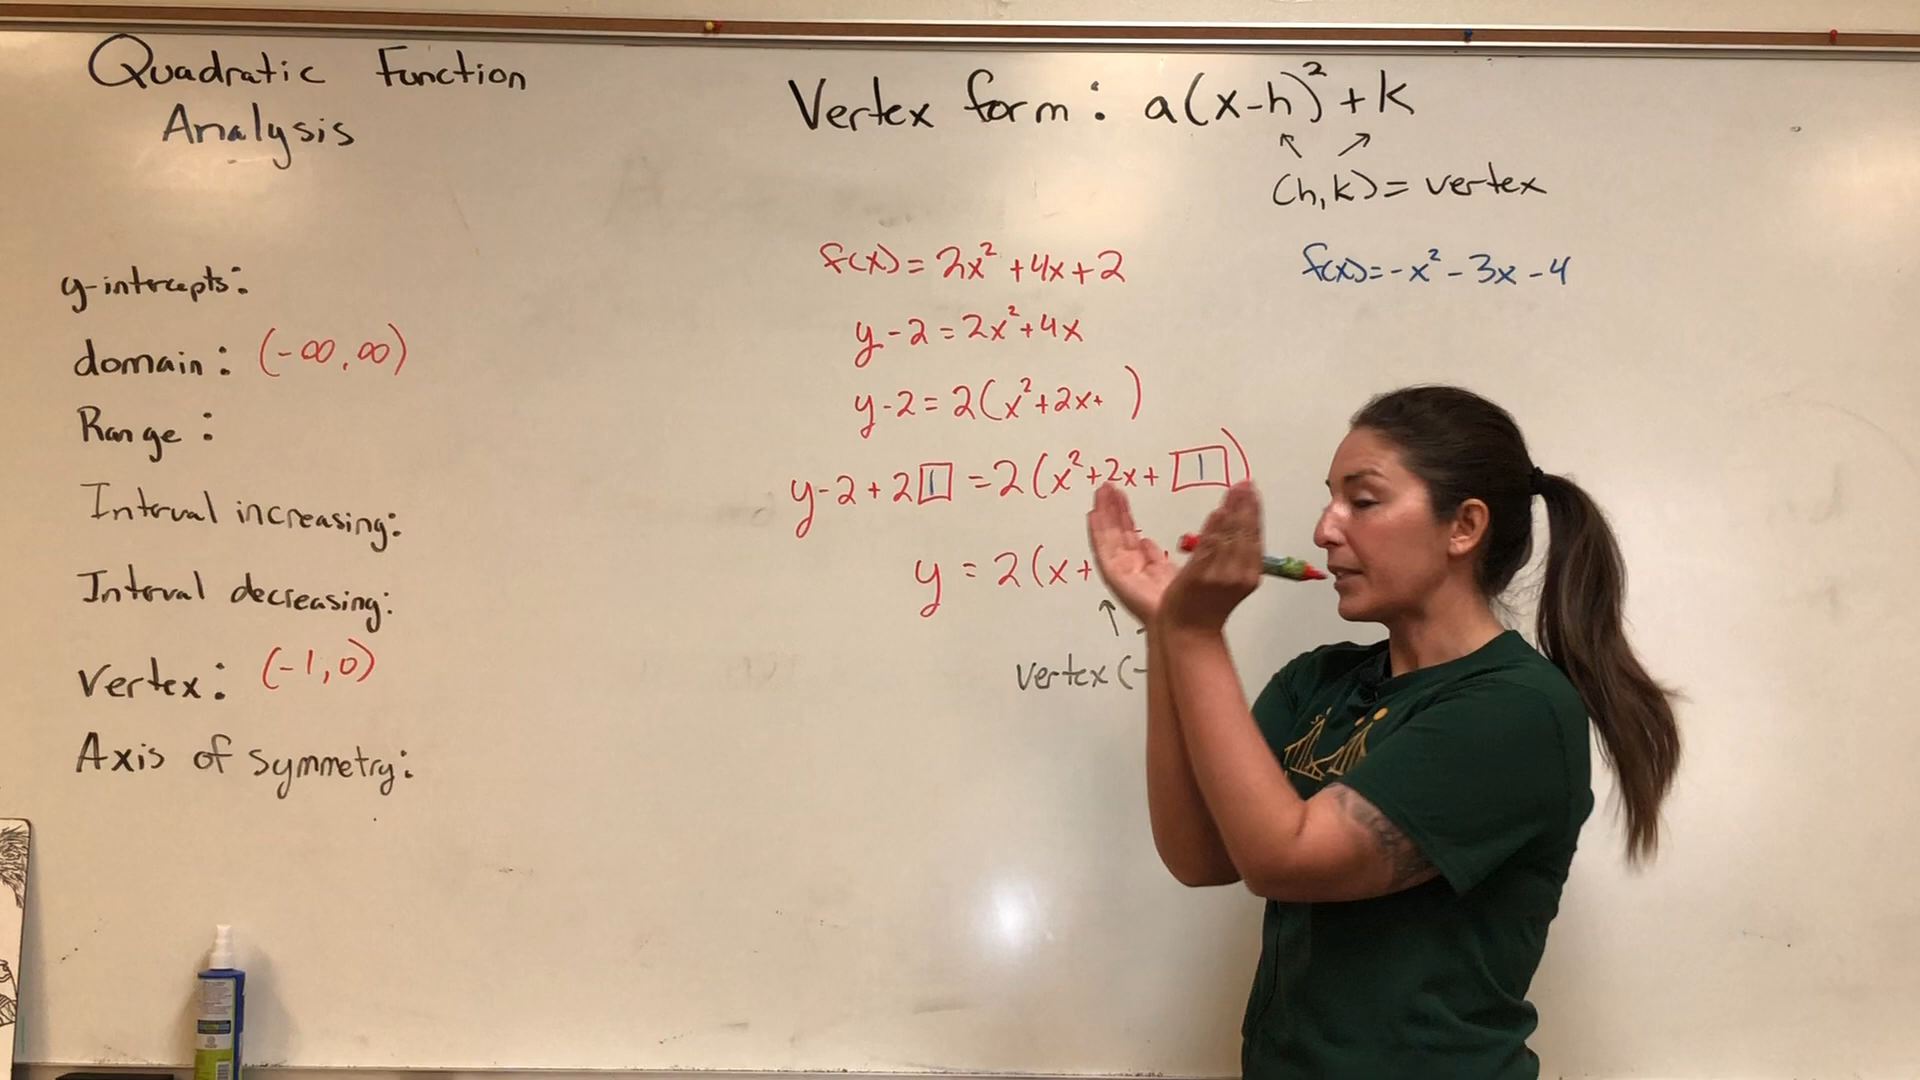 Quadratic Function
Analysis
y-intercepts:
domain: (-∞,∞)
Range:
Interval increasing:
Interval decreasing:
Vertex: (-1,0)
Axis of symmetry:
Vertex form: a(x-h)²+k
(h,k)= vertex
f(x)=2x²+4x+2
y-2=2x²+4x
y-2=2(x²+2x+ )
y-2+2[1]=2(x²+2x+[1])
y=2(x+
vertex (-
f(x)=-x²-3x-4